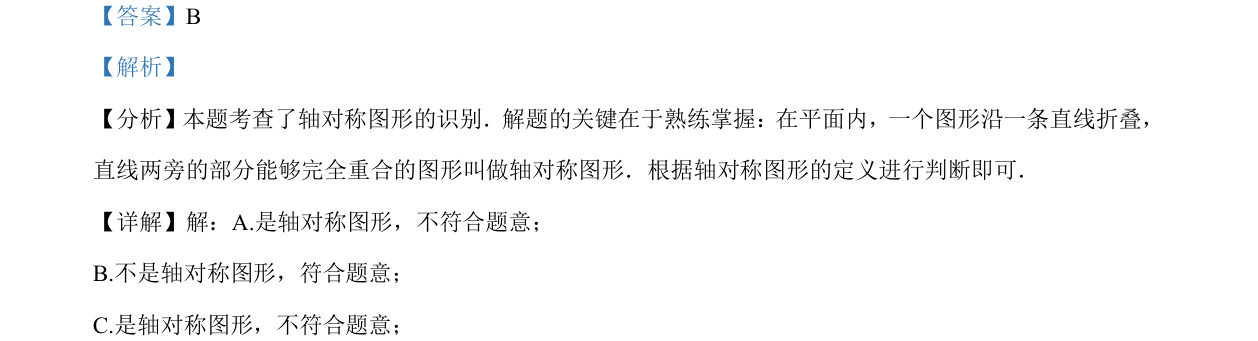 【答案】B
【解析】
【分析】本题考查了轴对称图形的识别．解题的关键在于熟练掌握：在平面内，一个图形沿一条直线折叠，
直线两旁的部分能够完全重合的图形叫做轴对称图形．根据轴对称图形的定义进行判断即可．
【详解】解：A.是轴对称图形，不符合题意；
B.不是轴对称图形，符合题意；
C.是轴对称图形，不符合题意；